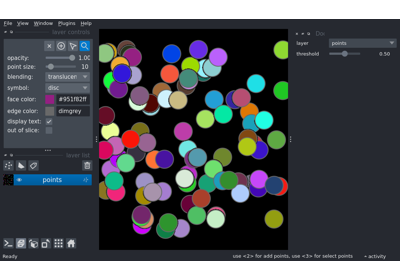 File View Window Plugins Help
layer controls
opacity: 1.00
point size: 10
blending: translucen
symbol: disc
face color: #951f82ff
edge color: dimgrey
display text:
out of slice:
layer list
points
layer points
threshold 0.50
Ready
use <2> for add points, use <3> for select points
activity